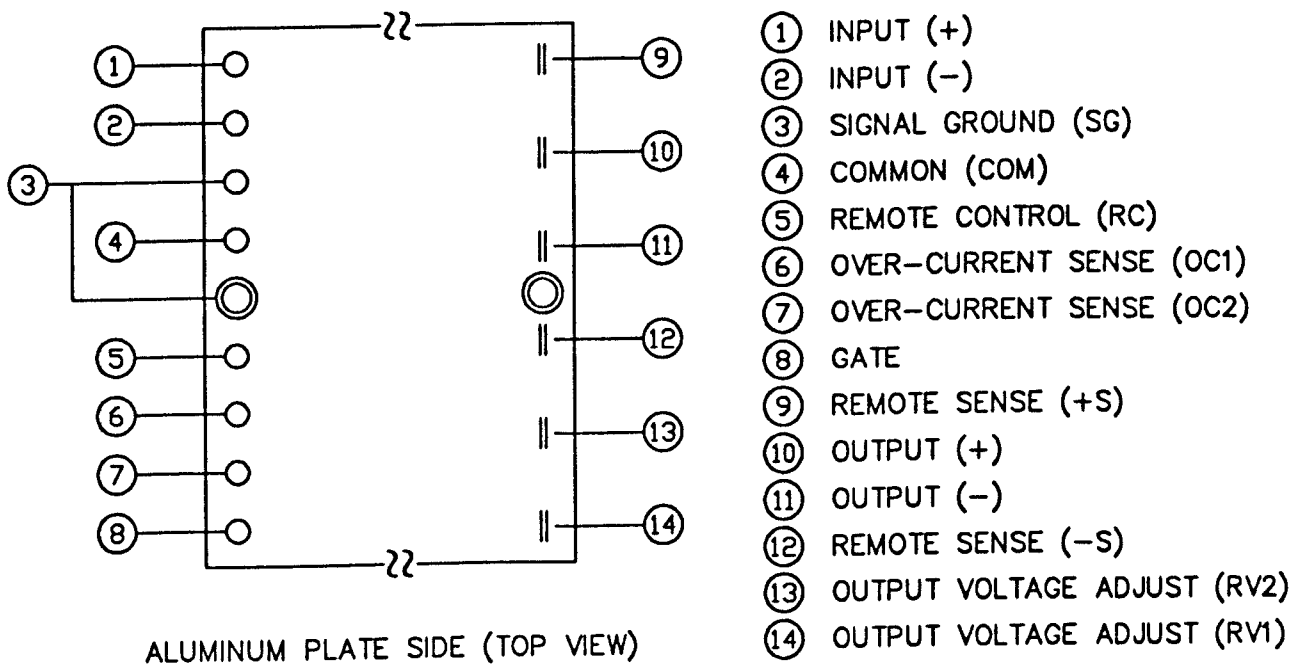 1 INPUT (+)
2 INPUT (−)
3 SIGNAL GROUND (SG)
4 COMMON (COM)
5 REMOTE CONTROL (RC)
6 OVER−CURRENT SENSE (OC1)
7 OVER−CURRENT SENSE (OC2)
8 GATE
9 REMOTE SENSE (+S)
10 OUTPUT (+)
11 OUTPUT (−)
12 REMOTE SENSE (−S)
13 OUTPUT VOLTAGE ADJUST (RV2)
14 OUTPUT VOLTAGE ADJUST (RV1)
1
2
3
4
5
6
7
8
9
10
11
12
13
14
ALUMINUM PLATE SIDE (TOP VIEW)